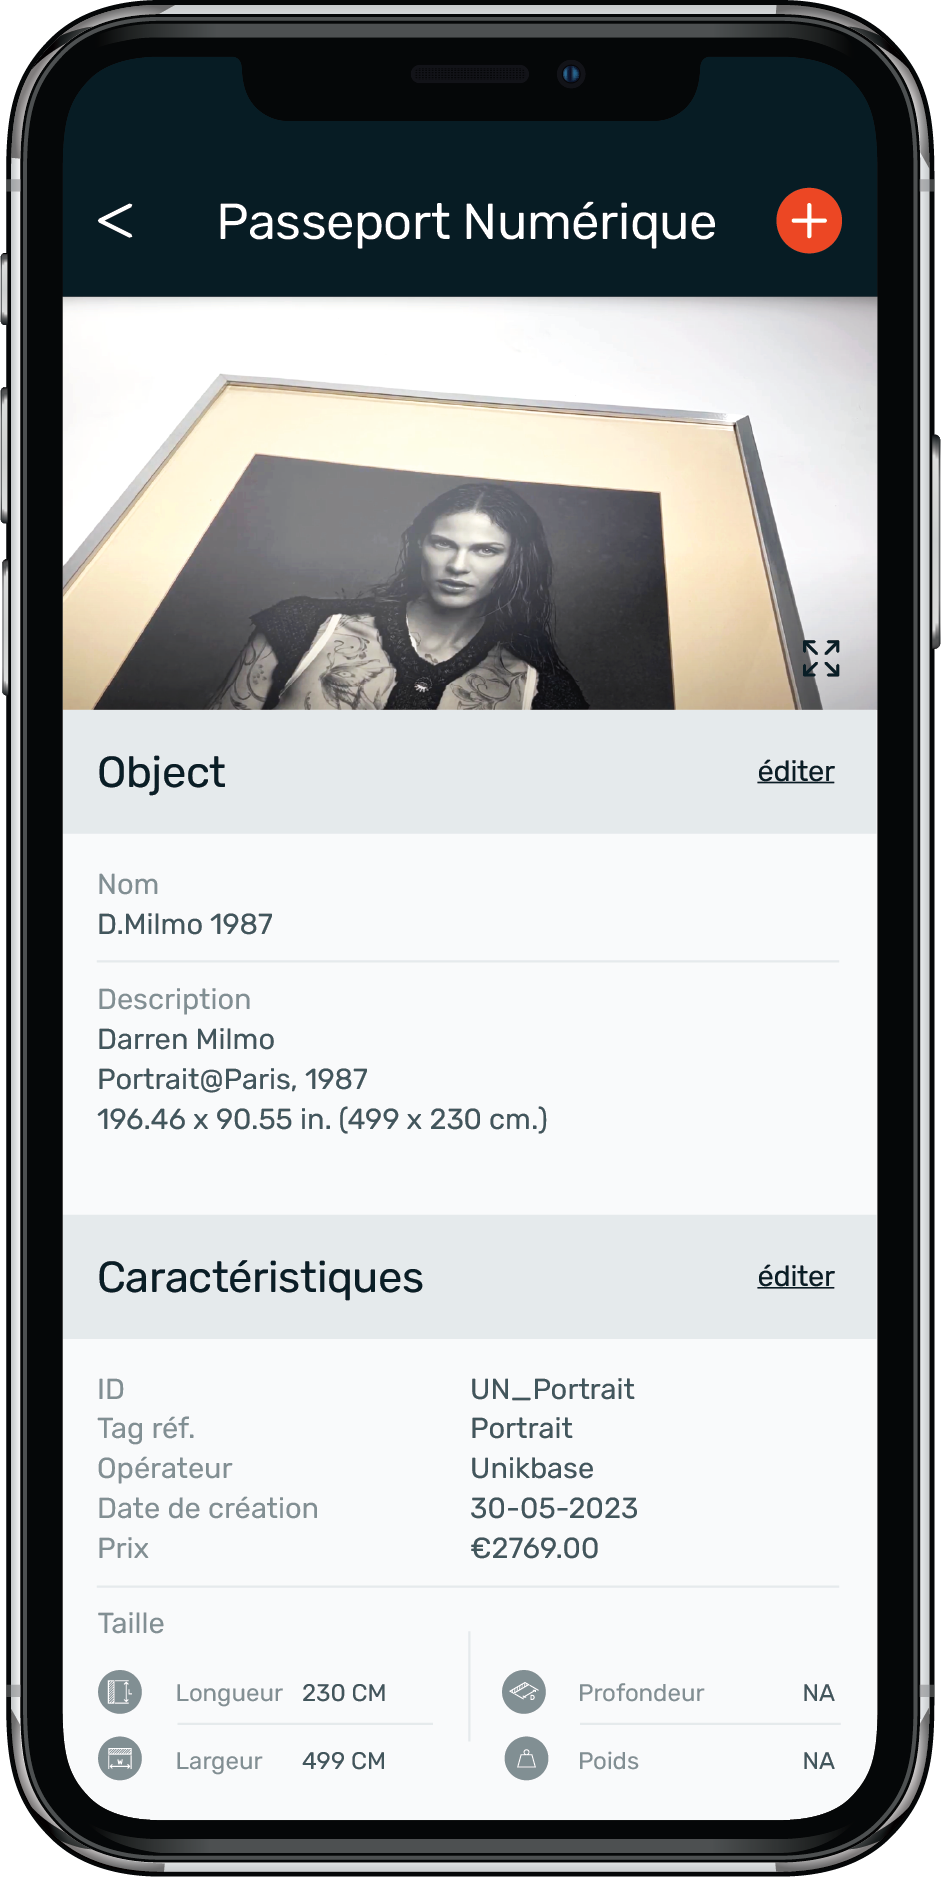 < Passeport Numérique +
Object éditer
Nom
D.Milmo 1987
Description
Darren Milmo
Portrait@Paris, 1987
196.46 x 90.55 in. (499 x 230 cm.)
Caractéristiques éditer
ID UN_Portrait
Tag réf. Portrait
Opérateur Unikbase
Date de création 30-05-2023
Prix €2769.00
Taille
Longueur 230 CM Profondeur NA
Largeur 499 CM Poids NA